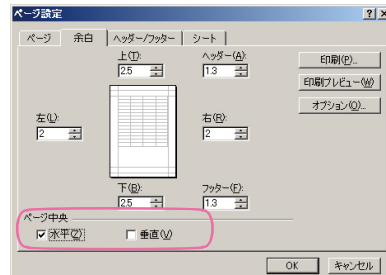 ページ設定
ページ 余白 ヘッダー/フッター シート
上(T): ヘッダー(A):
2.5 1.3
印刷(P)...
印刷プレビュー(W)
オプション(O)...
左(L): 右(R):
2 2
下(B): フッター(F):
2.5 1.3
ページ中央
水平(Z) 垂直(V)
OK キャンセル